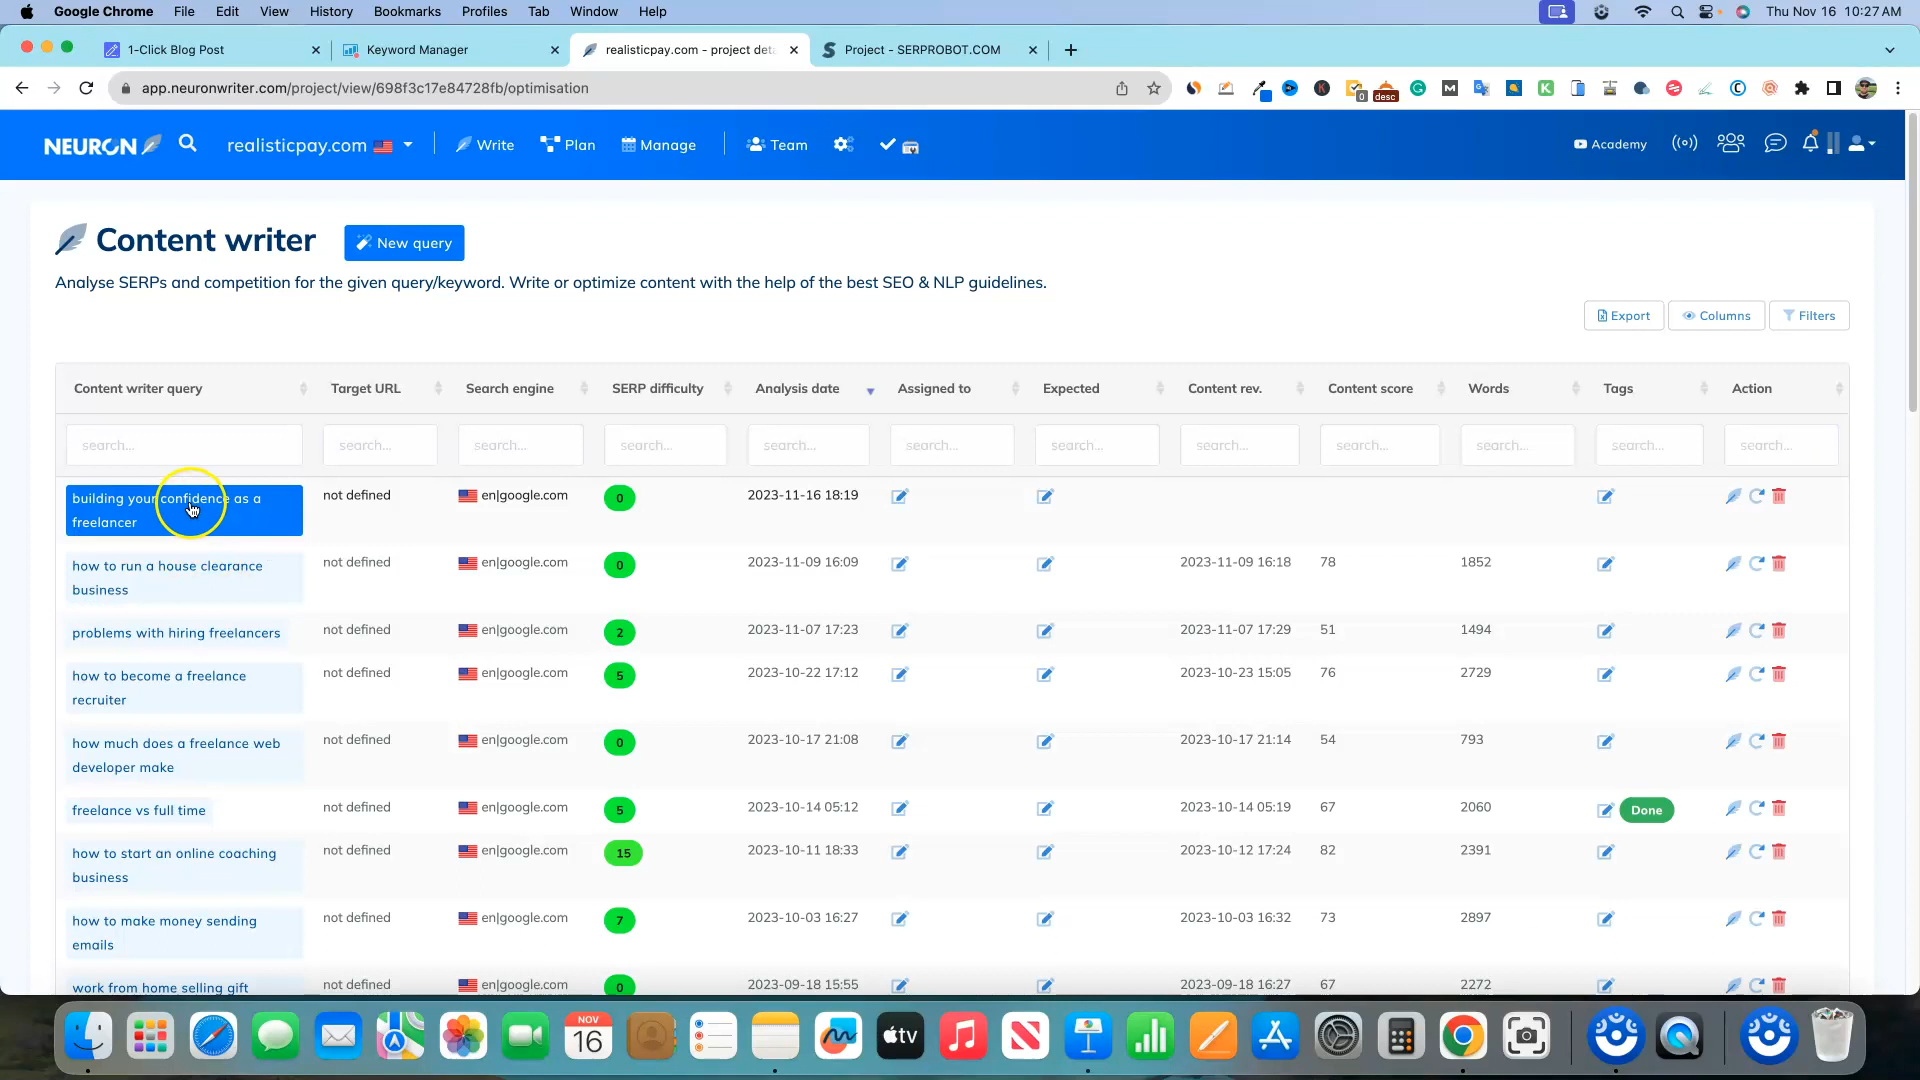 Google Chrome File Edit View History Bookmarks Profiles Tab Window Help Thu Nov 16 10:27 AM
1-Click Blog Post Keyword Manager realisticpay.com - project deta Project - SERPROBOT.COM
app.neuronwriter.com/project/view/698f3c17e84728fb/optimisation
NEURON realisticpay.com Write Plan Manage Team Academy
Content writer New query
Analyse SERPs and competition for the given query/keyword. Write or optimize content with the help of the best SEO & NLP guidelines.
Export Columns Filters
Content writer query Target URL Search engine SERP difficulty Analysis date Assigned to Expected Content rev. Content score Words Tags Action
search... search... search... search... search... search... search... search... search... search... search... search...
building your confidence as a freelancer not defined en|google.com 0 2023-11-16 18:19
how to run a house clearance business not defined en|google.com 0 2023-11-09 16:09 2023-11-09 16:18 78 1852
problems with hiring freelancers not defined en|google.com 2 2023-11-07 17:23 2023-11-07 17:29 51 1494
how to become a freelance recruiter not defined en|google.com 5 2023-10-22 17:12 2023-10-23 15:05 76 2729
how much does a freelance web developer make not defined en|google.com 0 2023-10-17 21:08 2023-10-17 21:14 54 793
freelance vs full time not defined en|google.com 5 2023-10-14 05:12 2023-10-14 05:19 67 2060 Done
how to start an online coaching business not defined en|google.com 15 2023-10-11 18:33 2023-10-12 17:24 82 2391
how to make money sending emails not defined en|google.com 7 2023-10-03 16:27 2023-10-03 16:32 73 2897
work from home selling gift not defined en|google.com 0 2023-09-18 15:55 2023-09-18 16:27 67 2272
NOV
16
tv